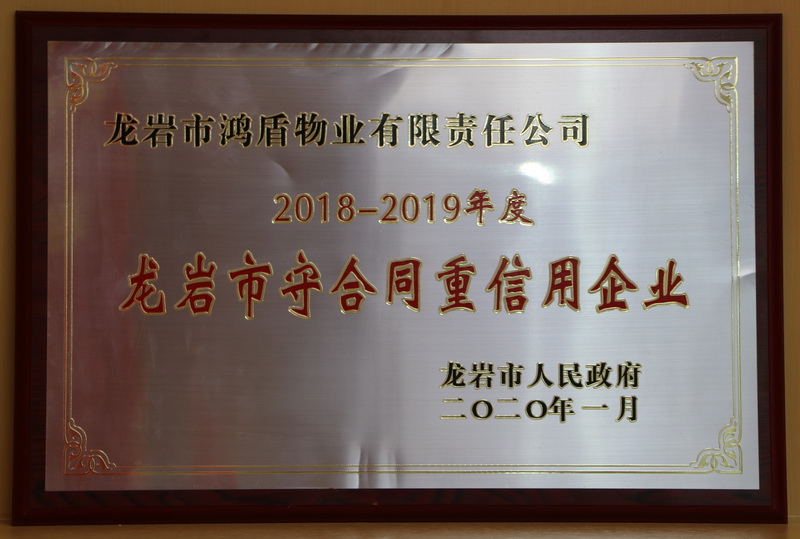 龙岩市鸿盾物业有限责任公司
2018-2019年度
龙岩市守合同重信用企业
龙岩市人民政府
二〇二〇年一月